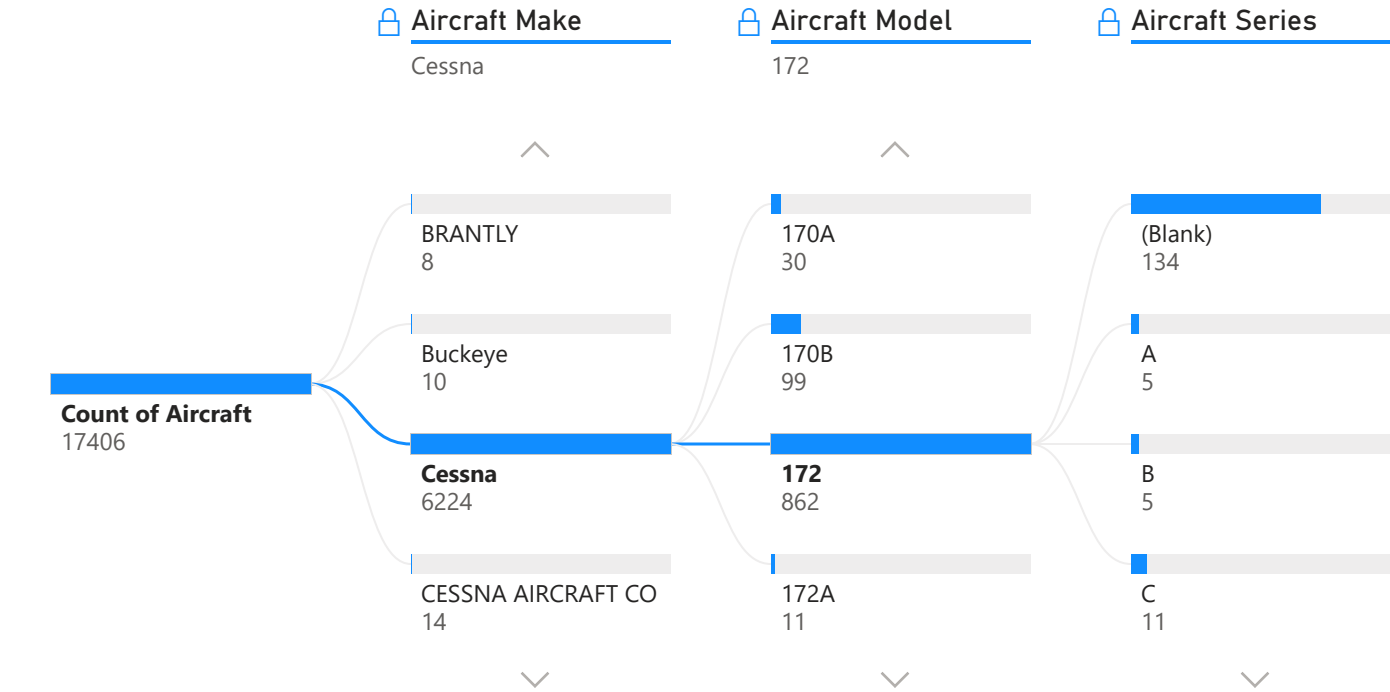 Aircraft Make
Cessna
Aircraft Model
172
Aircraft Series
BRANTLY
8
Buckeye
10
Count of Aircraft
17406
Cessna
6224
CESSNA AIRCRAFT CO
14
170A
30
170B
99
172
862
172A
11
(Blank)
134
A
5
B
5
C
11